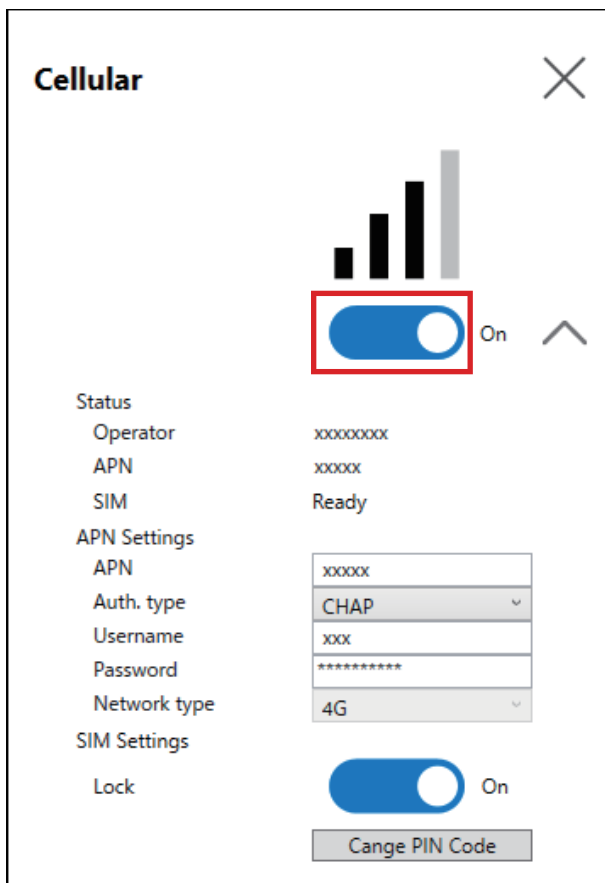 Cellular
On
Status
Operator xxxxxxxx
APN xxxxx
SIM Ready
APN Settings
APN xxxxx
Auth. type CHAP
Username xxx
Password **********
Network type 4G
SIM Settings
Lock On
Cange PIN Code